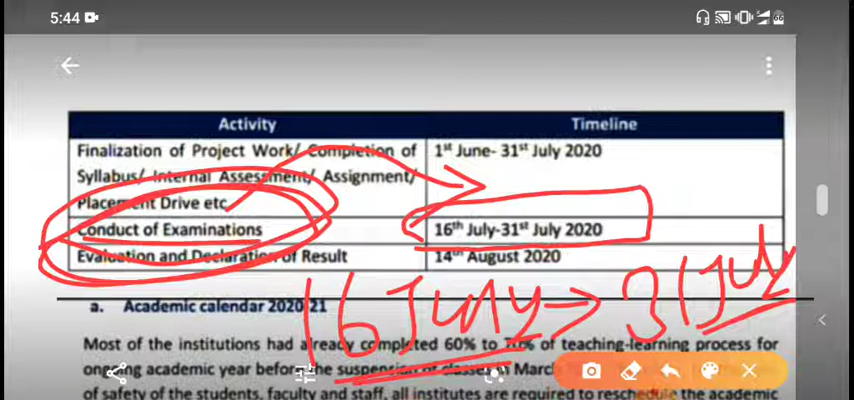 5:44
Activity Timeline
Finalization of Project Work/ Completion of 1st June- 31st July 2020
Syllabus/ Internal Assessment/ Assignment/
Placement Drive etc
Conduct of Examinations 16th July-31st July 2020
Evaluation and Declaration of Result 14th August 2020
16 July → 31 July
a. Academic calendar 2020-21
Most of the institutions had already completed 60% to 70% of teaching-learning process for
ongoing academic year before the suspension of classes in March
of safety of the students, faculty and staff, all institutes are required to reschedule the academic